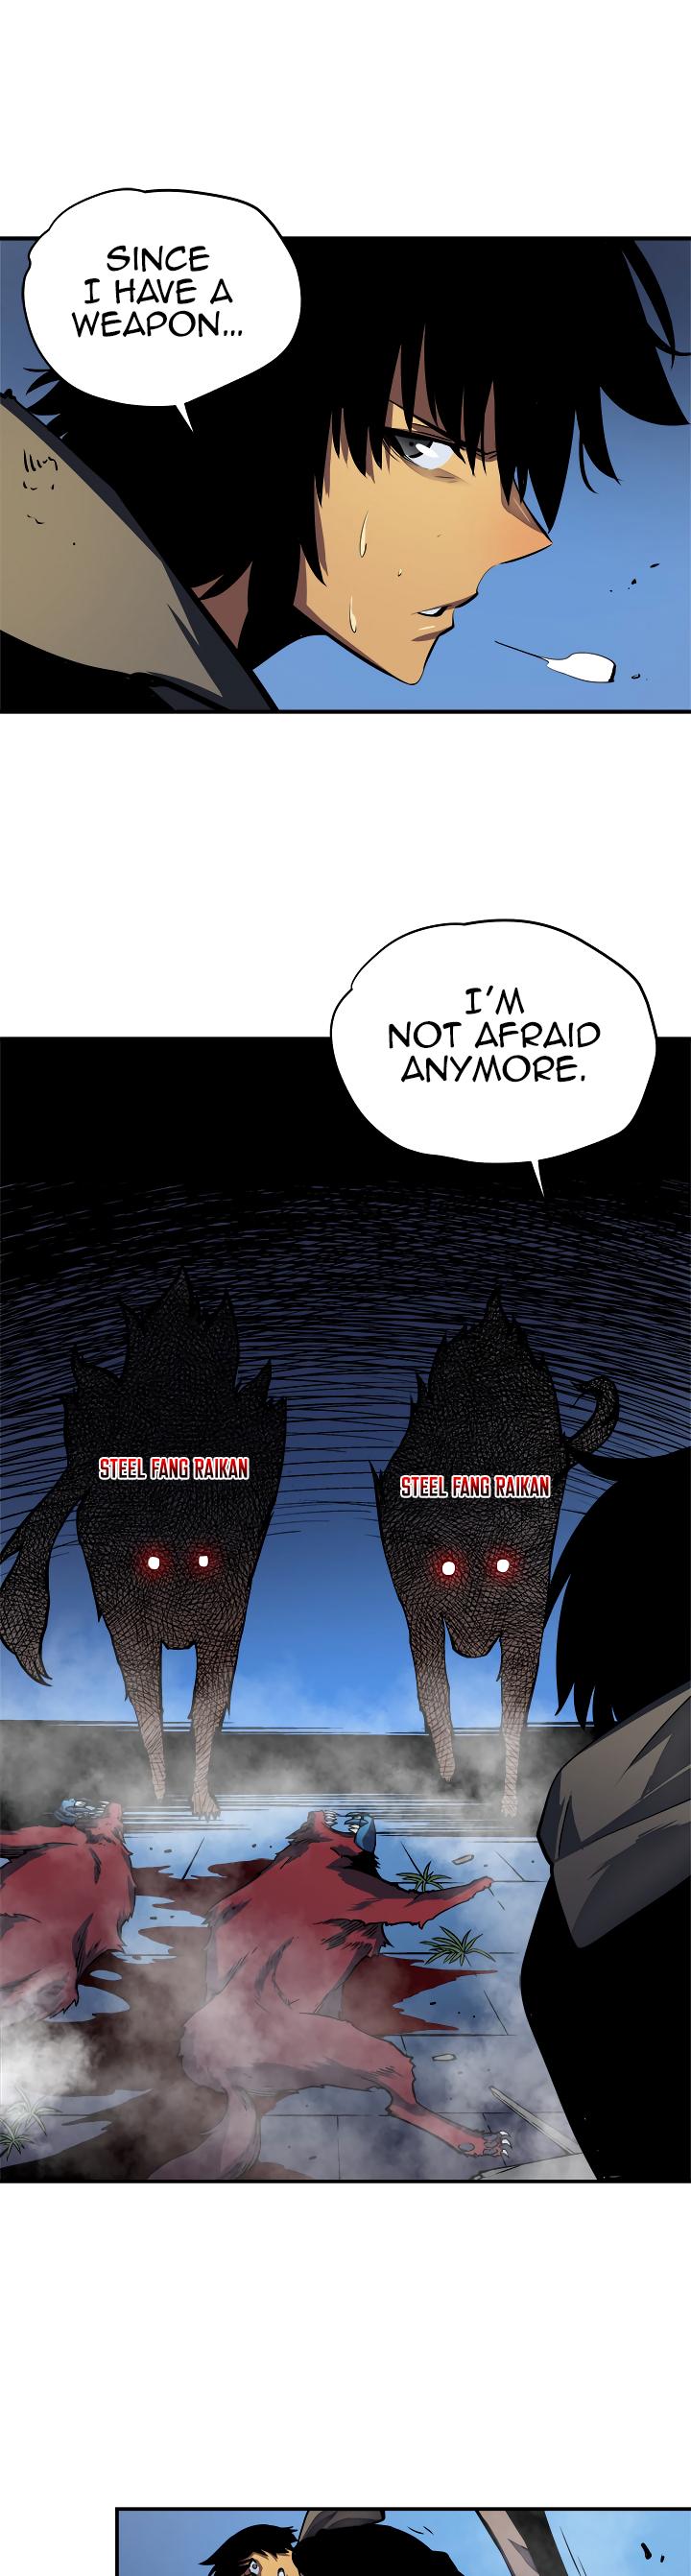 SINCE
I HAVE A
WEAPON...
I'M
NOT AFRAID
ANYMORE.
STEEL FANG RAIKAN
STEEL FANG RAIKAN